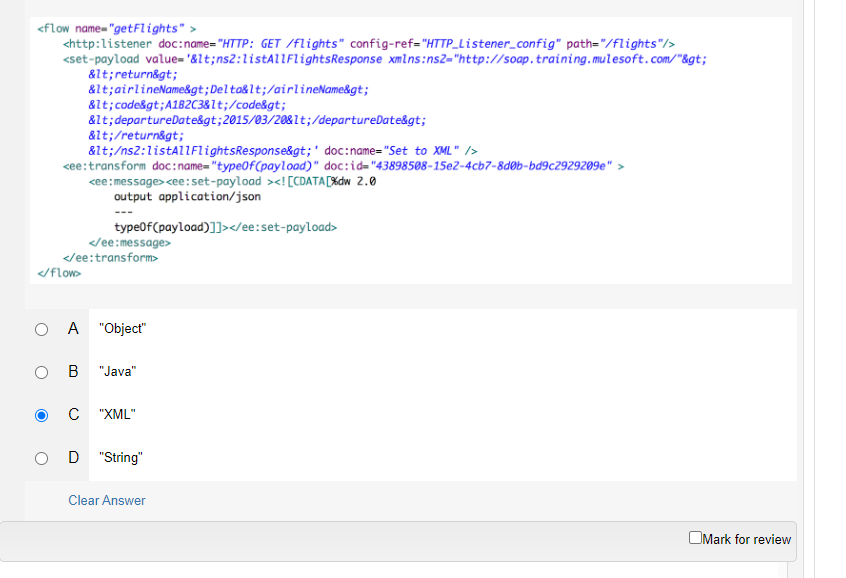 <flow name="getFlights" >
<http:listener doc:name="HTTP: GET /flights" config-ref="HTTP_Listener_config" path="/flights"/>
<set-payload value='&lt;ns2:listAllFlightsResponse xmlns:ns2="http://soap.training.mulesoft.com/"&gt;
&lt;return&gt;
&lt;airlineName&gt;Delta&lt;/airlineName&gt;
&lt;code&gt;A1B2C3&lt;/code&gt;
&lt;departureDate&gt;2015/03/20&lt;/departureDate&gt;
&lt;/return&gt;
&lt;/ns2:listAllFlightsResponse&gt;' doc:name="Set to XML" />
<ee:transform doc:name="typeOf(payload)" doc:id="43898508-15e2-4cb7-8d0b-bd9c2929209e" >
<ee:message><ee:set-payload ><![CDATA[%dw 2.0
output application/json
---
typeOf(payload)]]></ee:set-payload>
</ee:message>
</ee:transform>
</flow>
A "Object"
B "Java"
C "XML"
D "String"
Clear Answer
Mark for review